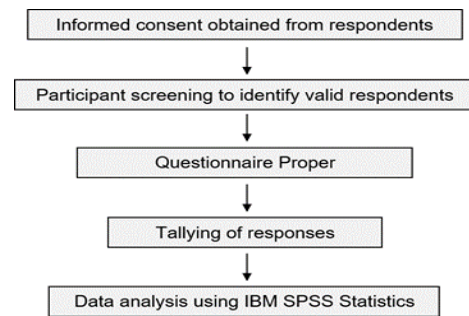 Informed consent obtained from respondents
Participant screening to identify valid respondents
Questionnaire Proper
Tallying of responses
Data analysis using IBM SPSS Statistics